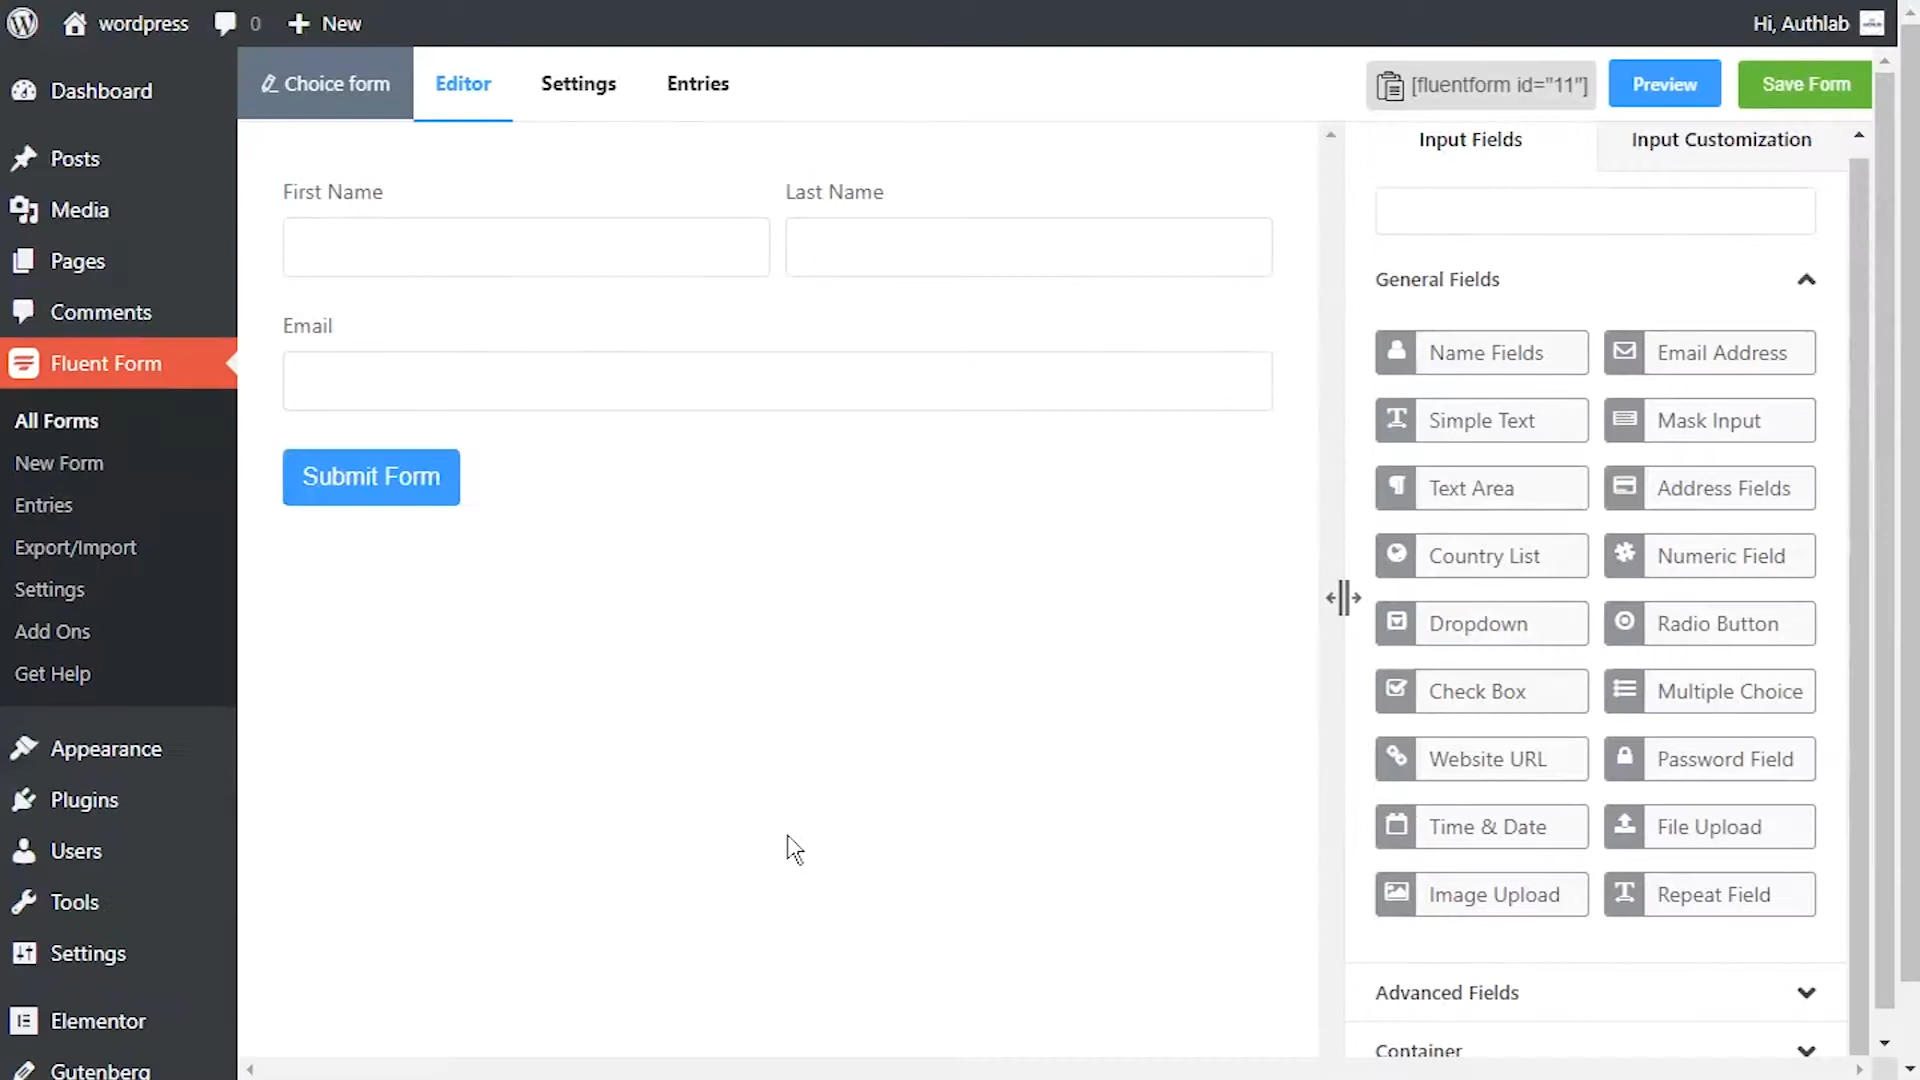 wordpress
0
New
Hi, Authlab
Dashboard
Posts
Media
Pages
Comments
Fluent Form
All Forms
New Form
Entries
Export/Import
Settings
Add Ons
Get Help
Appearance
Plugins
Users
Tools
Settings
Elementor
Gutenberg
Choice form
Editor
Settings
Entries
[fluentform id="11"]
Preview
Save Form
First Name
Last Name
Email
Submit Form
Input Fields
Input Customization
General Fields
Name Fields
Email Address
Simple Text
Mask Input
Text Area
Address Fields
Country List
Numeric Field
Dropdown
Radio Button
Check Box
Multiple Choice
Website URL
Password Field
Time & Date
File Upload
Image Upload
Repeat Field
Advanced Fields
Container